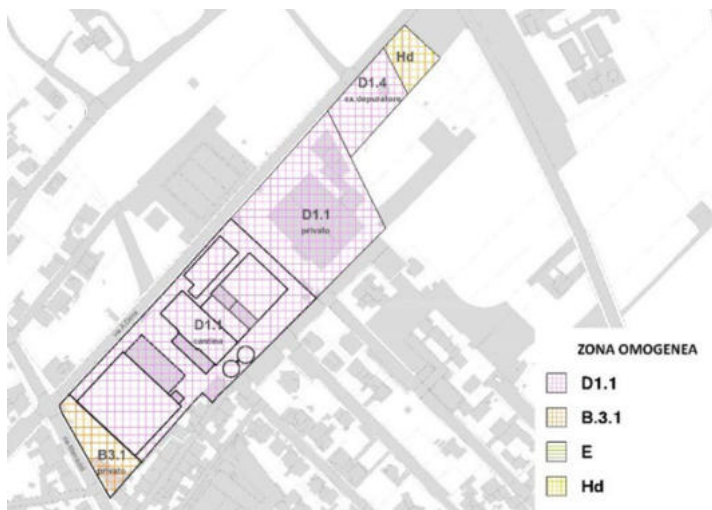 Hd
D1.4
ex depuratore
D1.1
privato
D1.1
cantina
B3.1
privato
ZONA OMOGENEA
D1.1
B.3.1
E
Hd